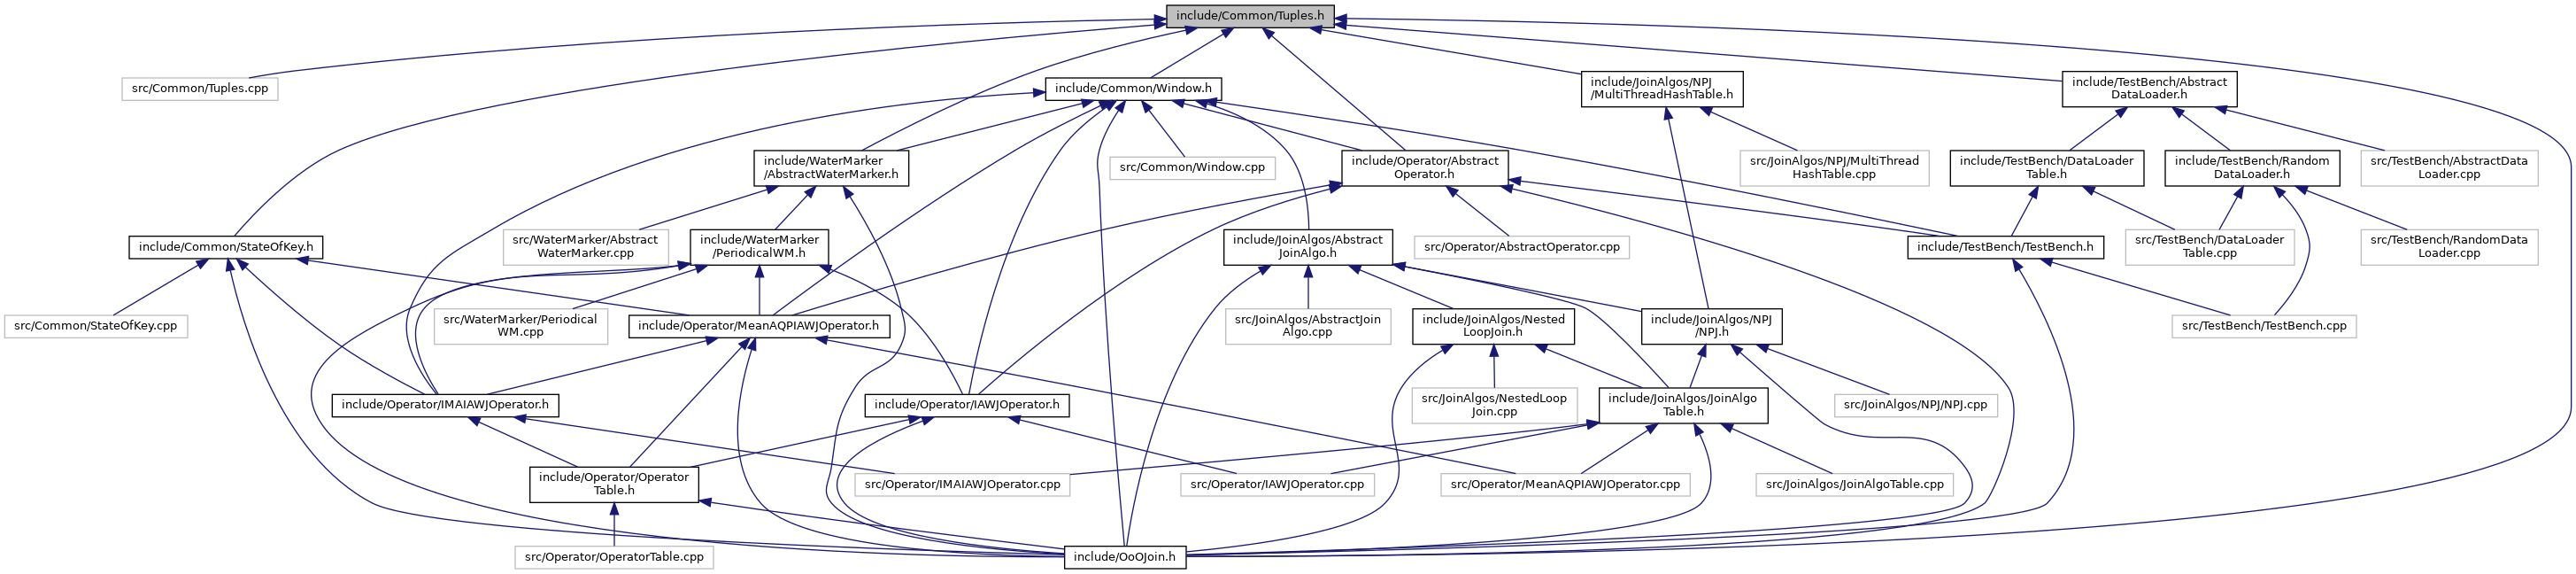 include/Common/Tuples.h
src/Common/Tuples.cpp
include/Common/Window.h
include/JoinAlgos/NPJ
/MultiThreadHashTable.h
include/TestBench/Abstract
DataLoader.h
include/WaterMarker
/AbstractWaterMarker.h
src/Common/Window.cpp
include/Operator/Abstract
Operator.h
src/JoinAlgos/NPJ/MultiThread
HashTable.cpp
include/TestBench/DataLoader
Table.h
include/TestBench/Random
DataLoader.h
src/TestBench/AbstractData
Loader.cpp
include/Common/StateOfKey.h
src/WaterMarker/Abstract
WaterMarker.cpp
include/WaterMarker
/PeriodicalWM.h
include/JoinAlgos/Abstract
JoinAlgo.h
src/Operator/AbstractOperator.cpp
include/TestBench/TestBench.h
src/TestBench/DataLoader
Table.cpp
src/TestBench/RandomData
Loader.cpp
src/Common/StateOfKey.cpp
src/WaterMarker/Periodical
WM.cpp
include/Operator/MeanAQPIAWJOperator.h
src/JoinAlgos/AbstractJoin
Algo.cpp
include/JoinAlgos/Nested
LoopJoin.h
include/JoinAlgos/NPJ
/NPJ.h
src/TestBench/TestBench.cpp
include/Operator/IMAIAWJOperator.h
include/Operator/IAWJOperator.h
src/JoinAlgos/NestedLoop
Join.cpp
include/JoinAlgos/JoinAlgo
Table.h
src/JoinAlgos/NPJ/NPJ.cpp
include/Operator/Operator
Table.h
src/Operator/IMAIAWJOperator.cpp
src/Operator/IAWJOperator.cpp
src/Operator/MeanAQPIAWJOperator.cpp
src/JoinAlgos/JoinAlgoTable.cpp
src/Operator/OperatorTable.cpp
include/OoOJoin.h